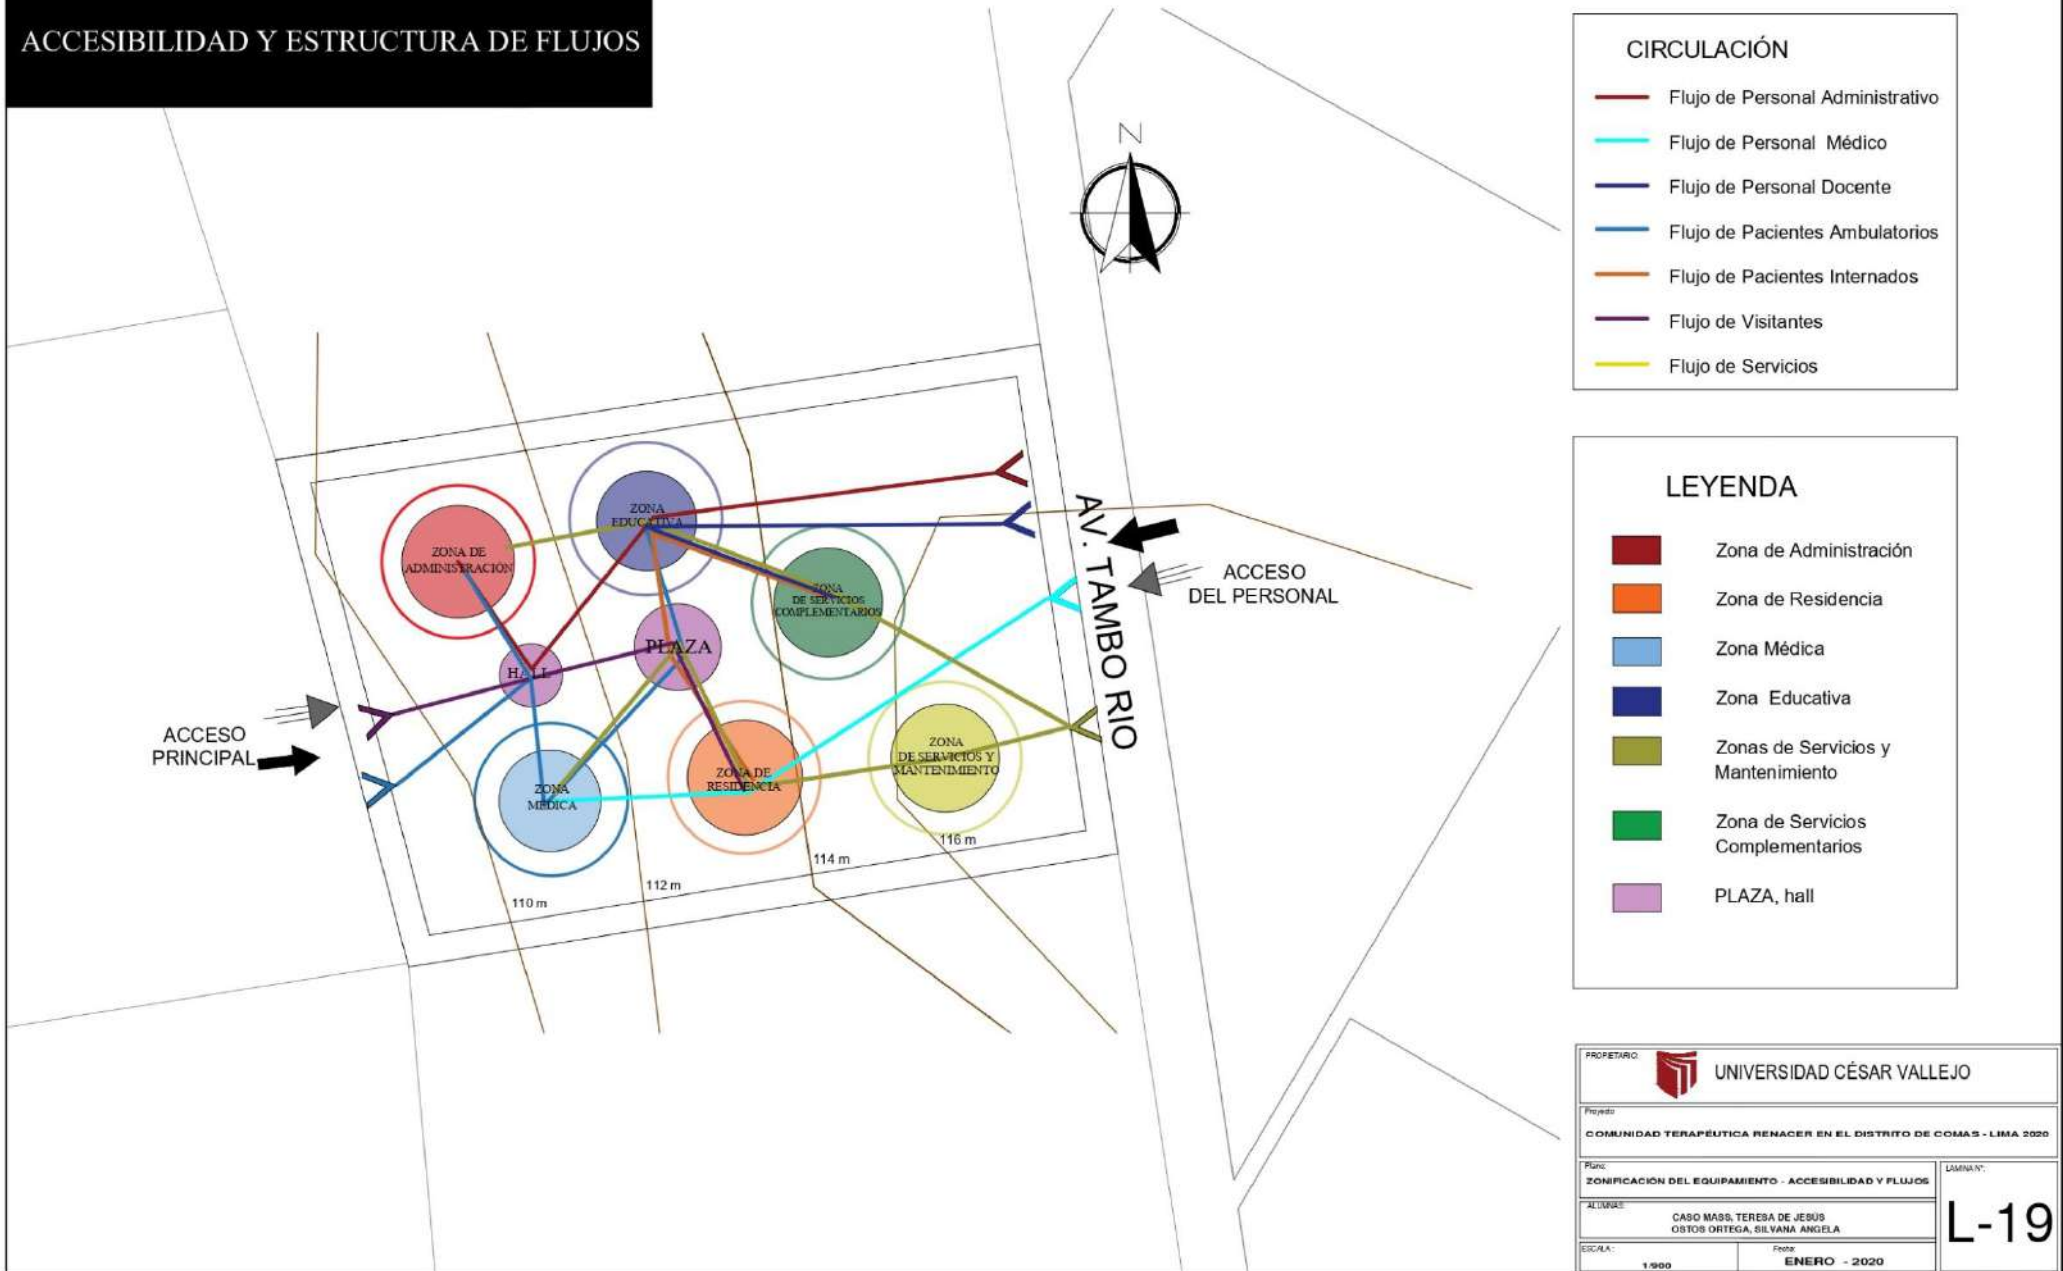 ACCESIBILIDAD Y ESTRUCTURA DE FLUJOS
N
CIRCULACIÓN
Flujo de Personal Administrativo
Flujo de Personal Médico
Flujo de Personal Docente
Flujo de Pacientes Ambulatorios
Flujo de Pacientes Internados
Flujo de Visitantes
Flujo de Servicios
ZONA
EDUCATIVA
ZONA DE
ADMINISTRACIÓN
ZONA
DE SERVICIOS
COMPLEMENTARIOS
PLAZA
HALL
ZONA
MÉDICA
ZONA DE
RESIDENCIA
ZONA
DE SERVICIOS Y
MANTENIMIENTO
110 m
112 m
114 m
116 m
AV. TAMBO RIO
ACCESO
DEL PERSONAL
ACCESO
PRINCIPAL
LEYENDA
Zona de Administración
Zona de Residencia
Zona Médica
Zona Educativa
Zonas de Servicios y
Mantenimiento
Zona de Servicios
Complementarios
PLAZA, hall
PROPIETARIO:
UNIVERSIDAD CÉSAR VALLEJO
Proyecto
COMUNIDAD TERAPÉUTICA RENACER EN EL DISTRITO DE COMAS - LIMA 2020
Plano:
ZONIFICACIÓN DEL EQUIPAMIENTO - ACCESIBILIDAD Y FLUJOS
LAMINA N°:
L-19
ALUMNAS:
CASO MASS, TERESA DE JESÚS
OSTOS ORTEGA, SILVANA ANGELA
ESCALA :
1/900
Fecha:
ENERO - 2020